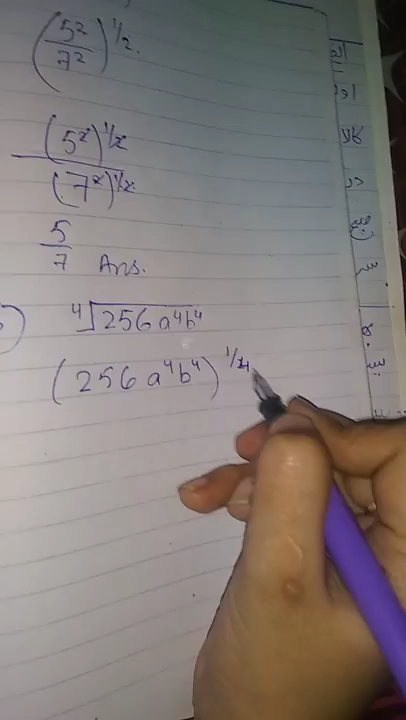 (5²/7²)^1/2.
(5²)^1/2
(7²)^1/2.
5
7 Ans.
) ⁴√256a⁴b⁴
(256a⁴b⁴)^1/4